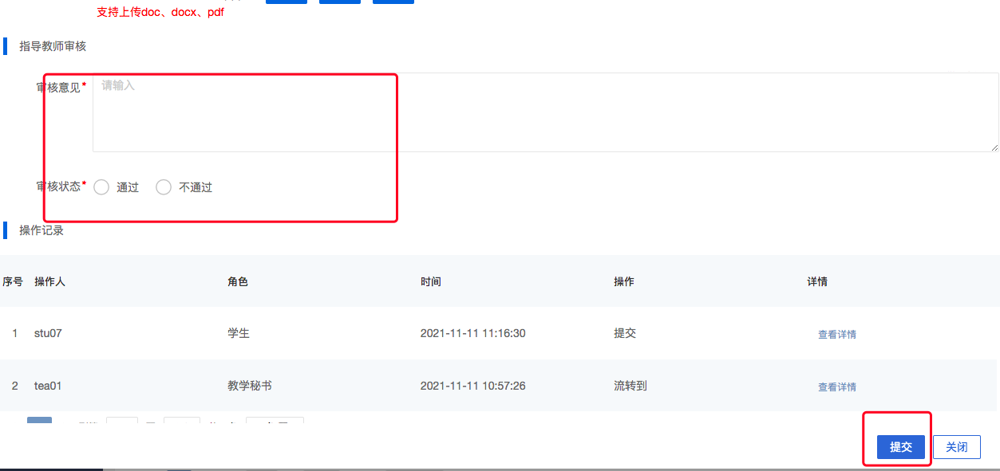 支持上传doc、docx、pdf
指导教师审核
审核意见* 请输入
审核状态* 通过 不通过
操作记录
序号 操作人 角色 时间 操作 详情
1 stu07 学生 2021-11-11 11:16:30 提交 查看详情
2 tea01 教学秘书 2021-11-11 10:57:26 流转到 查看详情
提交 关闭